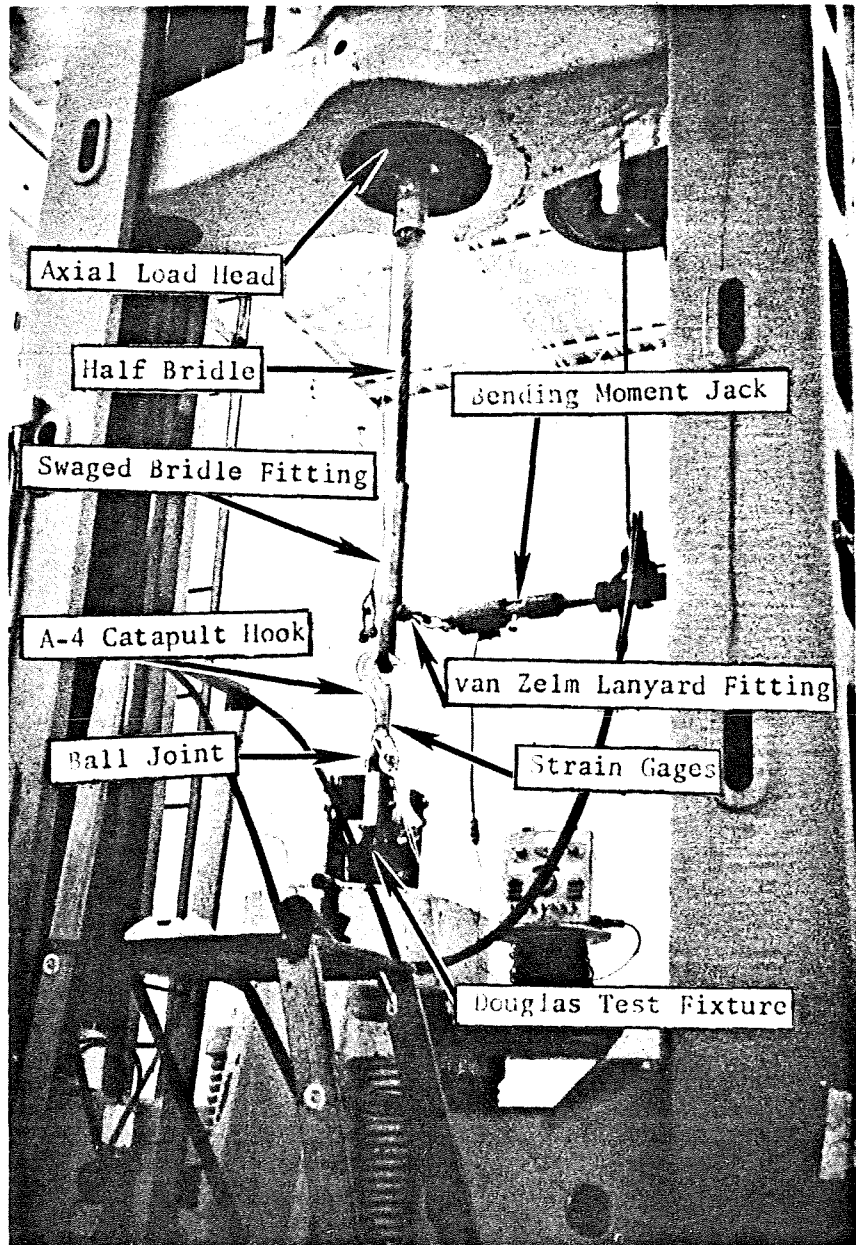 Axial Load Head
Half Bridle
Bending Moment Jack
Swaged Bridle Fitting
A-4 Catapult Hook
van Zelm Lanyard Fitting
Ball Joint
Strain Gages
Douglas Test Fixture